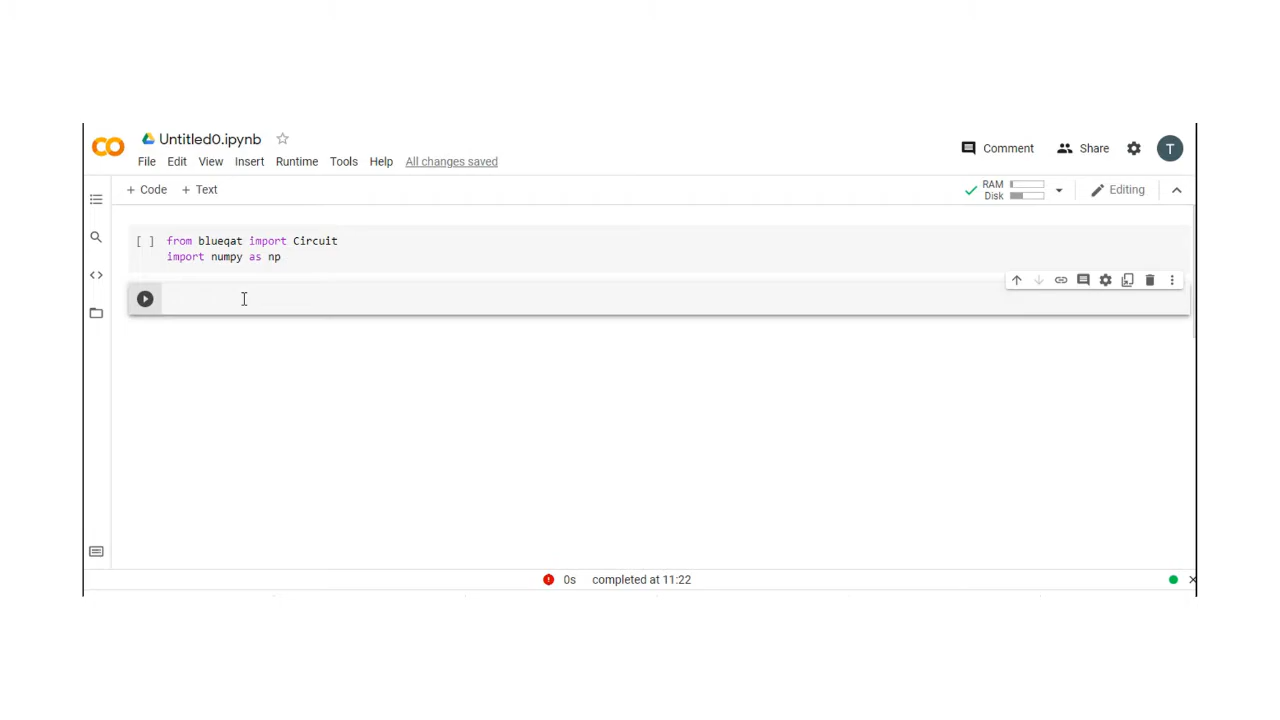 Untitled0.ipynb
File Edit View Insert Runtime Tools Help All changes saved
Comment Share T
+ Code + Text
RAM
Disk
Editing
[ ] from blueqat import Circuit
import numpy as np
0s completed at 11:22